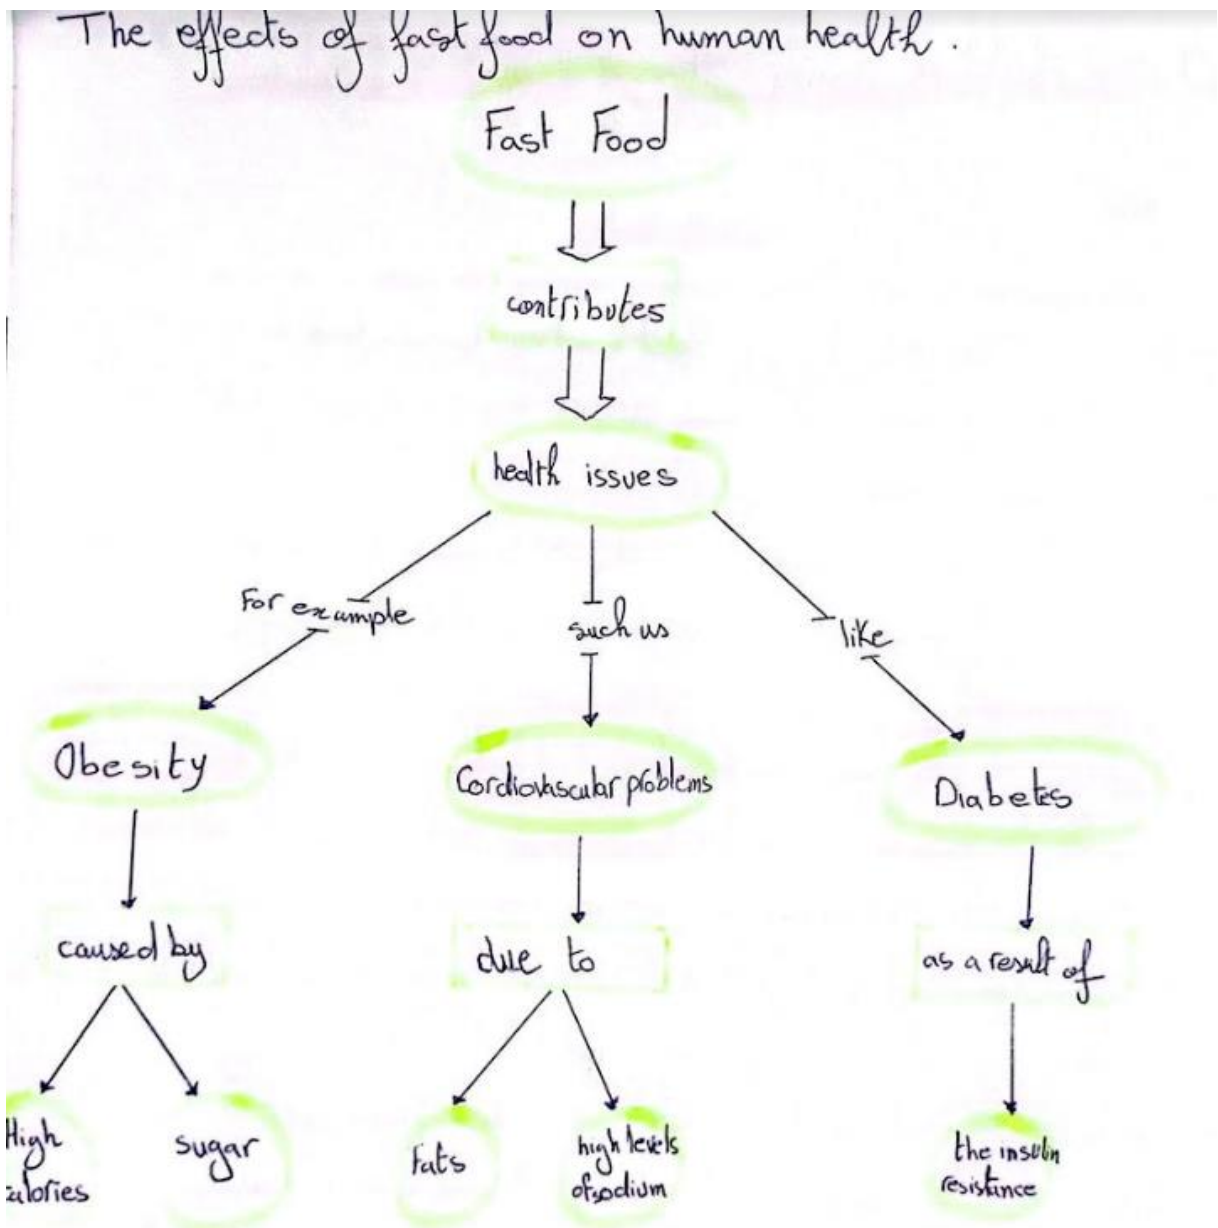 The effects of fast food on human health.
Fast Food
contributes
health issues
For example
such us
like
Obesity
Cordiovascular problems
Diabetes
caused by
due to
as a result of
High
calories
sugar
Fats
high levels
of sodium
the insulin
resistance